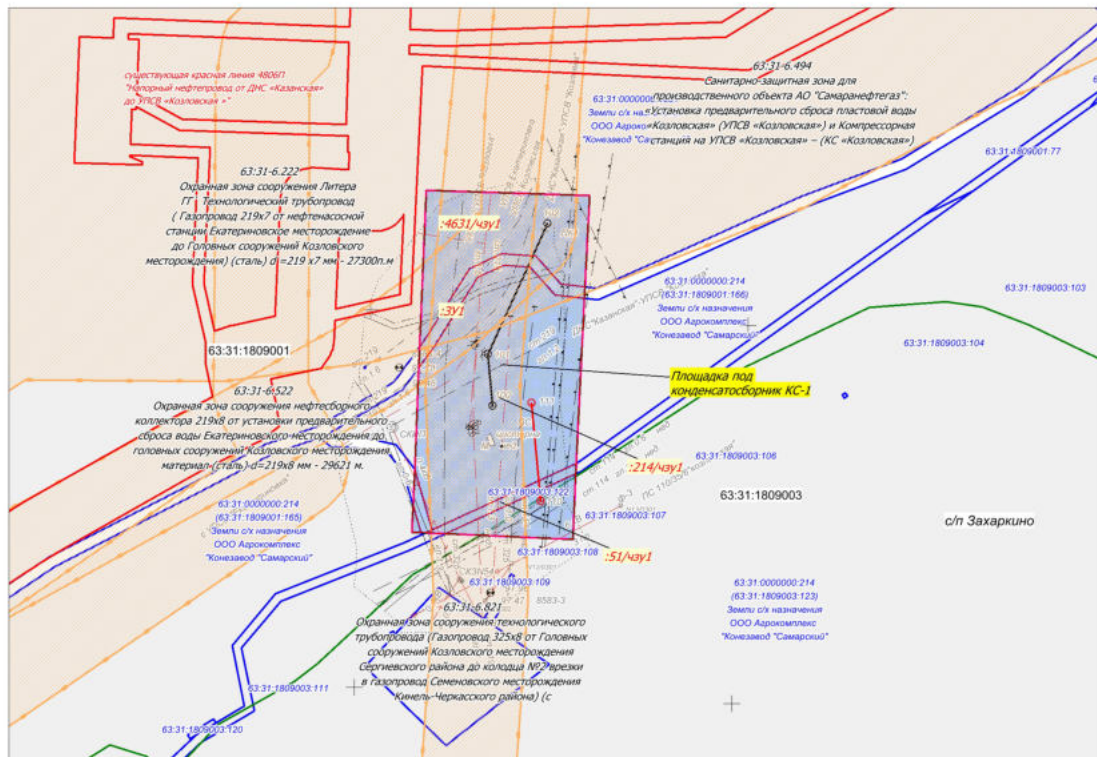 63:31-6.494
Санитарно-защитная зона для
производственного объекта АО "Самаранефтегаз":
«Установка предварительного сброса пластовой воды
«Козловская» (УПСВ «Козловская») и Компрессорная
станция на УПСВ «Козловская» – (КС «Козловская»)
существующая красная линия 4806П
"Напорный нефтепровод от ДНС «Казанская»
до УПСВ «Козловская »"
Земли с/х
ООО Агроко
"Конезавод "Са
63:31:1809001:77
63:31-6.222
Охранная зона сооружения Литера
ГГ - Технологический трубопровод
( Газопровод 219х7 от нефтенасосной
станции Екатериновское месторождение
до Головных сооружений Козловского
месторождения) (сталь) d =219 х7 мм - 27300п.м
:4631/чзу1
:ЗУ1
63:31:0000000:214
(63:31:1809001:166)
Земли с/х назначения
ООО Агрокомплекс
"Конезавод "Самарский"
63:31:1809003:103
63:31:1809003:104
63:31:1809001
Площадка под
конденсатосборник КС-1
63:31-6.522
Охранная зона сооружения нефтесборного
коллектора 219х8 от установки предварительного
сброса воды Екатериновского месторождения до
головных сооружений Козловского месторождения
материал-(сталь)-d=219х8 мм - 29621 м.
111
:214/чзу1
63:31:1809003:106
63:31:1809003:122
63:31:1809003
63:31:0000000:214
(63:31:1809001:165)
Земли с/х назначения
ООО Агрокомплекс
"Конезавод "Самарский"
63:31:1809003:107
с/п Захаркино
63:31:1809003:108
:51/чзу1
63:31:1809003:109
8583-3
63:31-6.821
Охранная зона сооружения технологического
трубопровода (Газопровод 325х8 от Головных
сооружений Козловского месторождения
Сергиевского района до колодца №2 врезки
в газопровод Семеновского месторождения
Кинель-Черкасского района) (с
63:31:0000000:214
(63:31:1809003:123)
Земли с/х назначения
ООО Агрокомплекс
"Конезавод "Самарский"
63:31:1809003:111
63:31:1809003:120